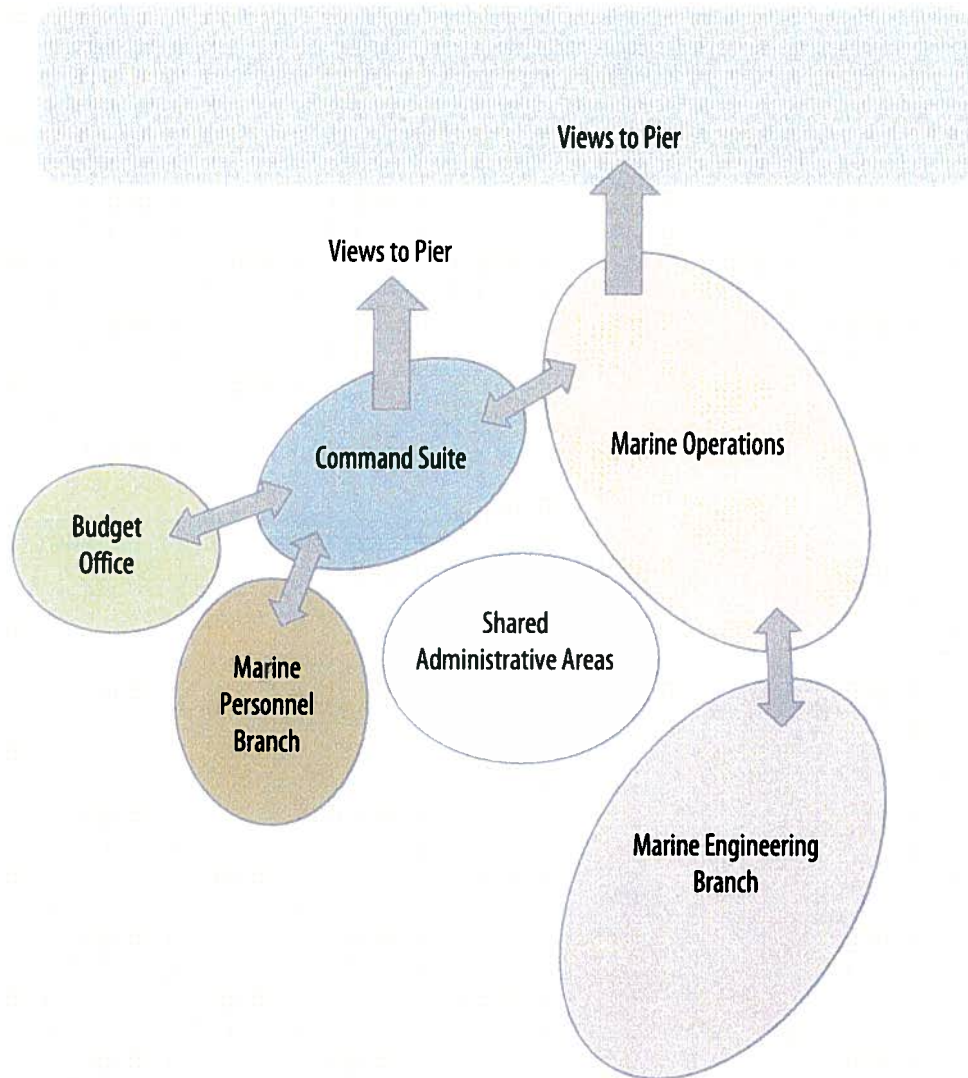 Views to Pier
Views to Pier
Command Suite
Marine Operations
Budget
Office
Shared
Administrative Areas
Marine
Personnel
Branch
Marine Engineering
Branch